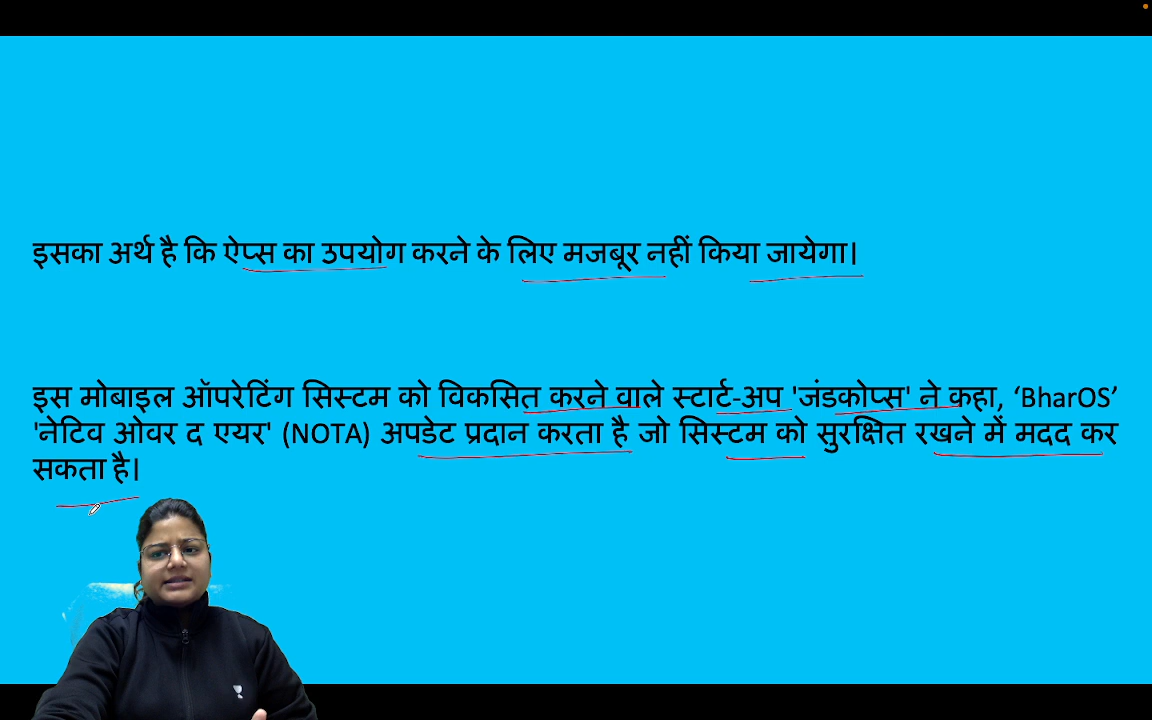 इसका अर्थ है कि ऐप्स का उपयोग करने के लिए मजबूर नहीं किया जायेगा।
इस मोबाइल ऑपरेटिंग सिस्टम को विकसित करने वाले स्टार्ट-अप 'जंडकोप्स' ने कहा, ‘BharOS’
'नेटिव ओवर द एयर' (NOTA) अपडेट प्रदान करता है जो सिस्टम को सुरक्षित रखने में मदद कर
सकता है।